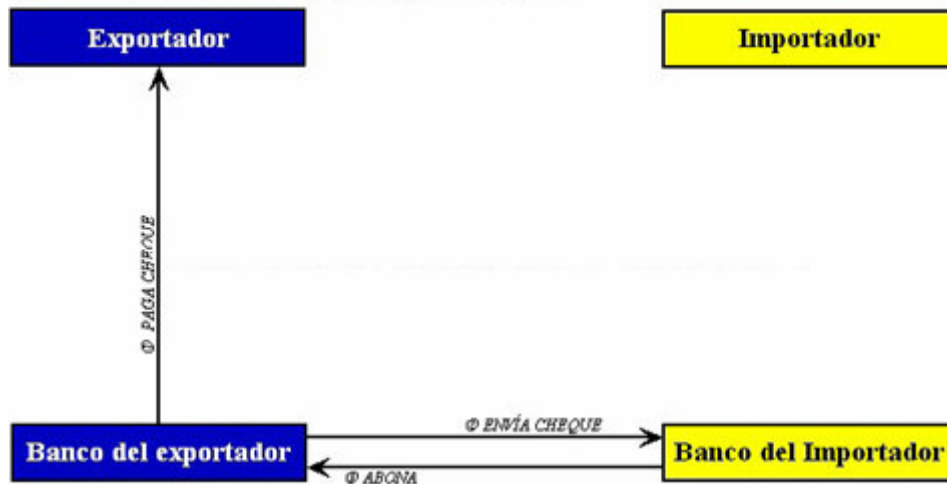 Exportador
Importador
Φ PAGA CHEQUE
Φ ENVÍA CHEQUE
Banco del exportador
Banco del Importador
Φ ABONA